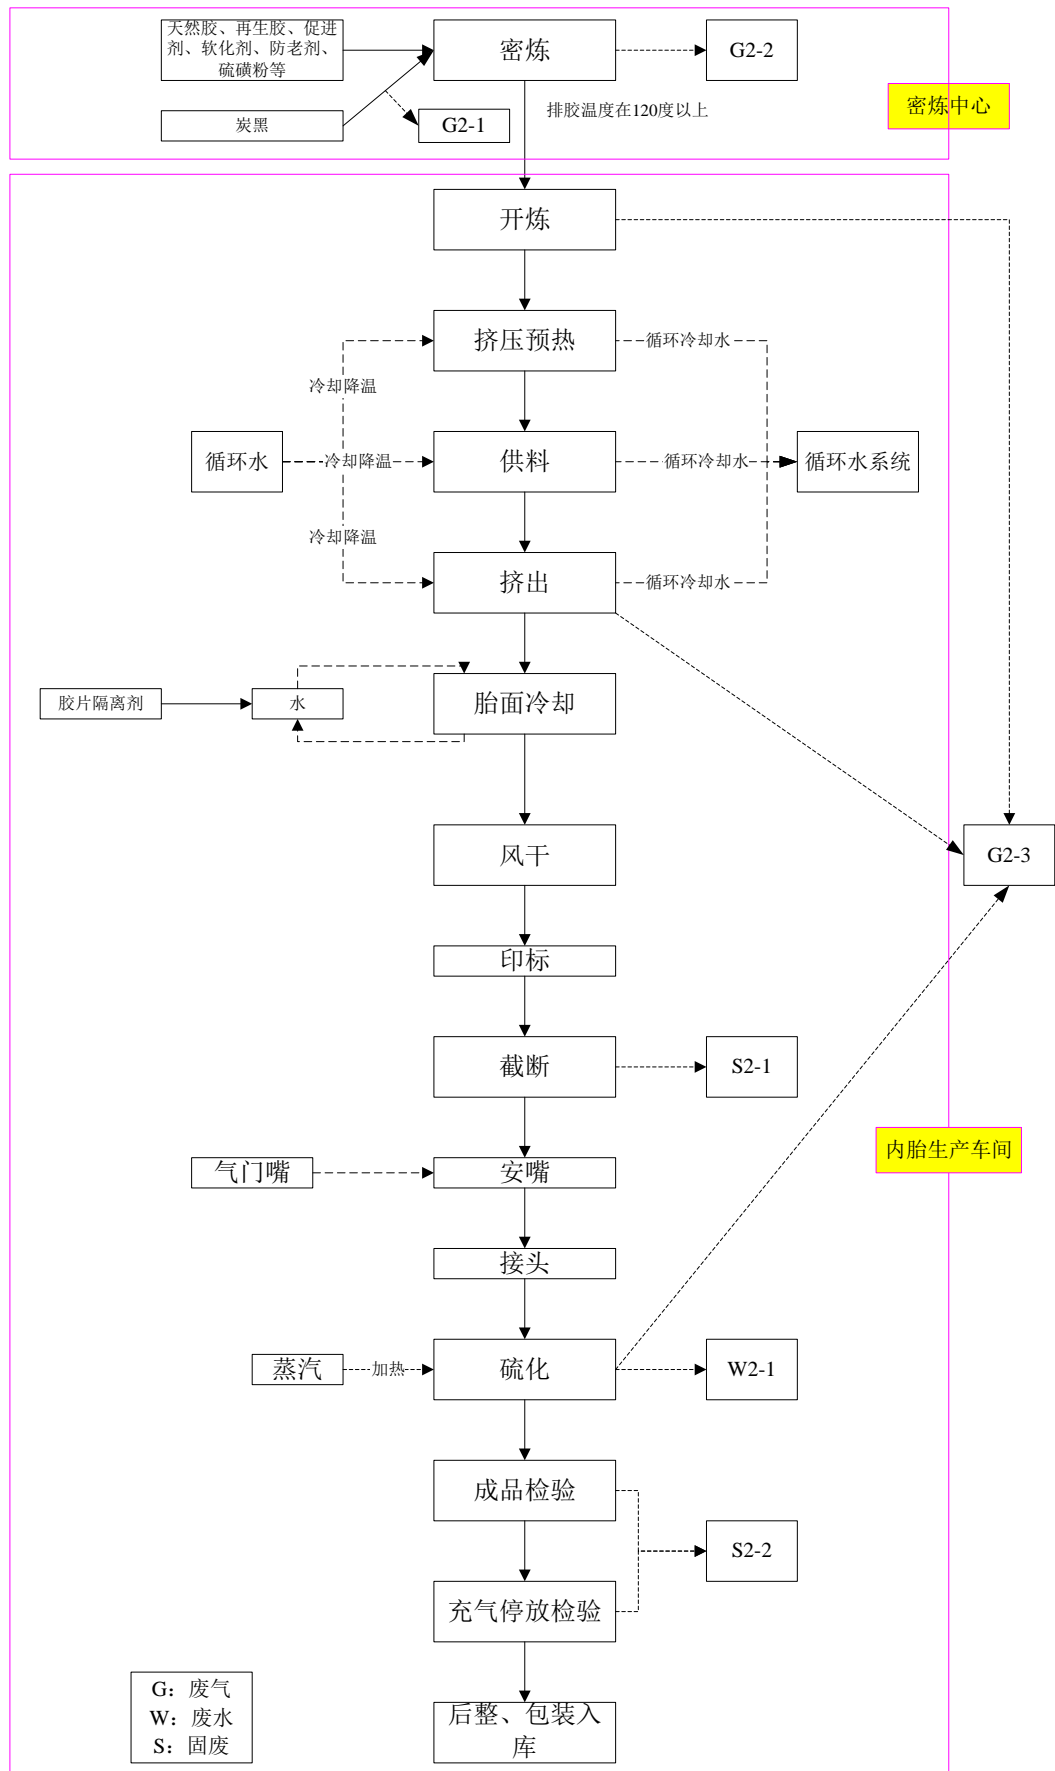 天然胶、再生胶、促进
剂、软化剂、防老剂、
硫磺粉等
密炼
G2-2
密炼中心
炭黑
G2-1
排胶温度在120度以上
开炼
挤压预热
循环冷却水
冷却降温
循环水
冷却降温
供料
循环冷却水
循环水系统
冷却降温
挤出
循环冷却水
胶片隔离剂
水
胎面冷却
风干
G2-3
印标
截断
S2-1
内胎生产车间
气门嘴
安嘴
接头
蒸汽
加热
硫化
W2-1
成品检验
S2-2
充气停放检验
G：废气
W：废水
S：固废
后整、包装入
库